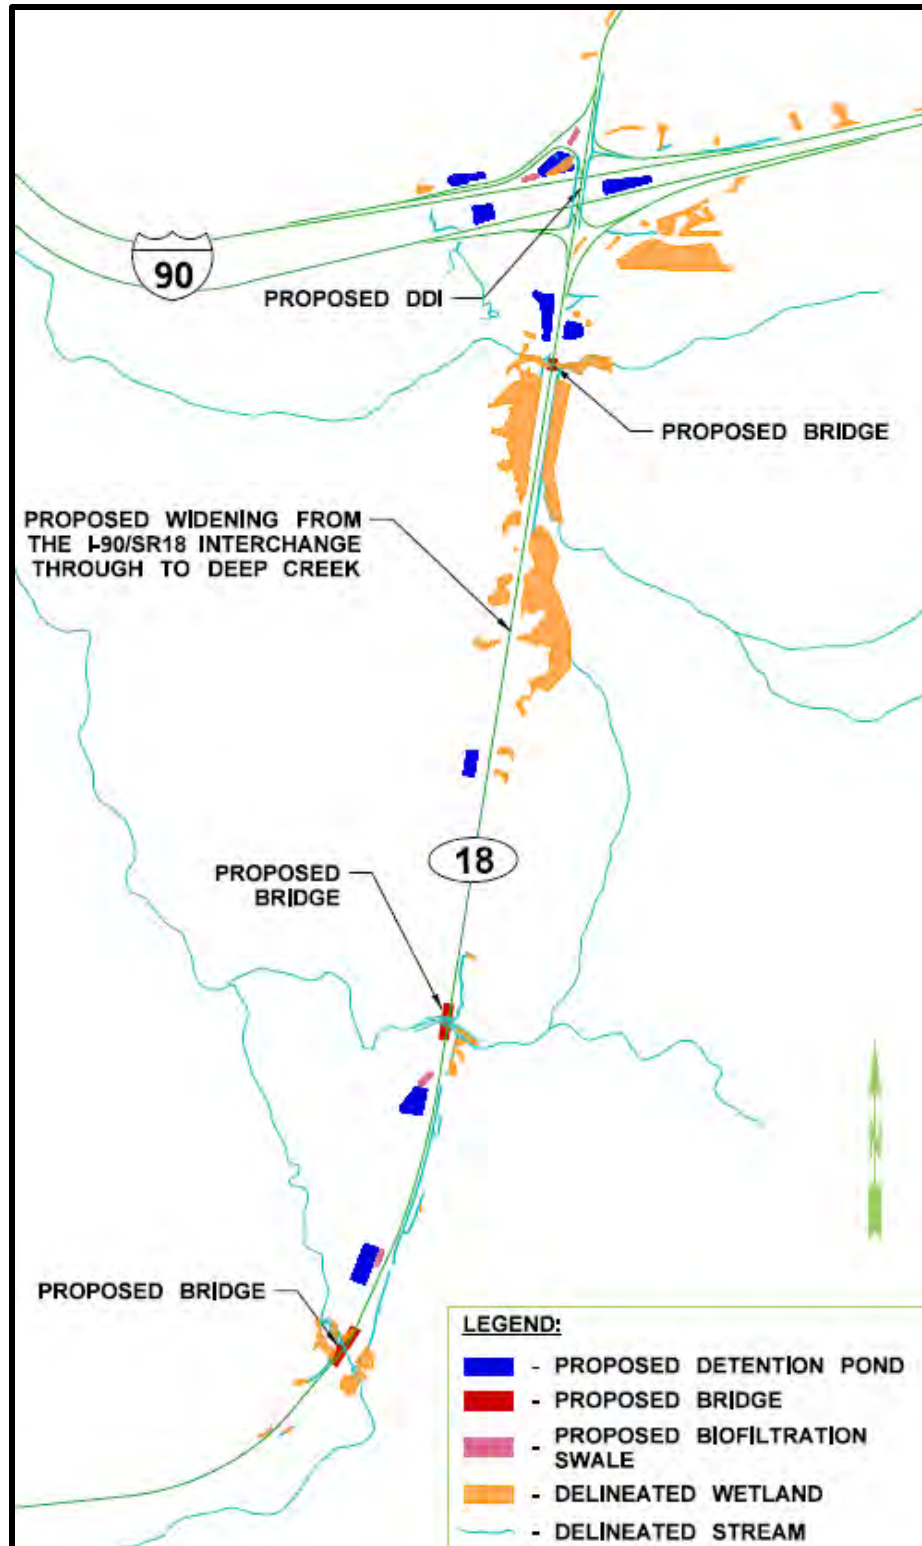 90
PROPOSED DDI
PROPOSED BRIDGE
PROPOSED WIDENING FROM
THE I-90/SR18 INTERCHANGE
THROUGH TO DEEP CREEK
18
PROPOSED
BRIDGE
N
PROPOSED BRIDGE
LEGEND:
- PROPOSED DETENTION POND
- PROPOSED BRIDGE
- PROPOSED BIOFILTRATION
SWALE
- DELINEATED WETLAND
- DELINEATED STREAM